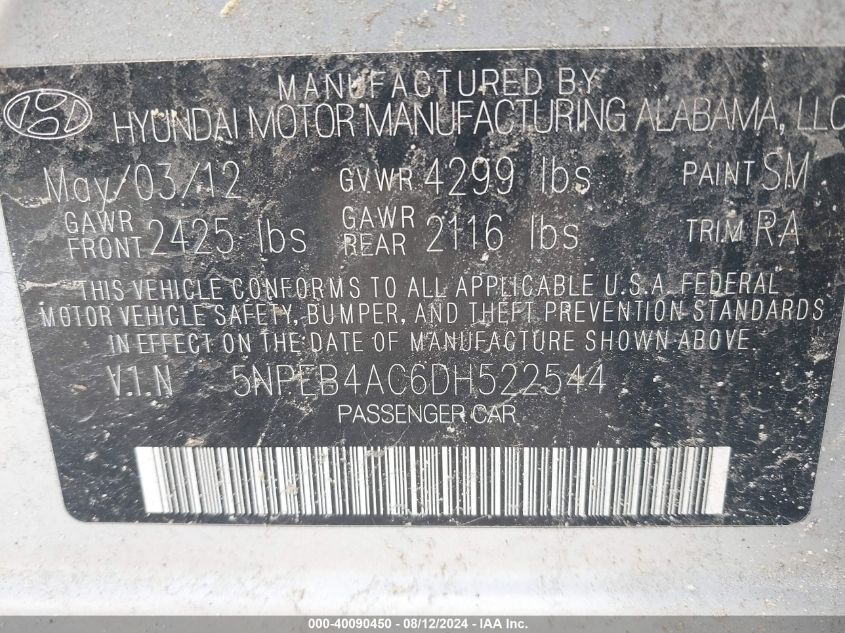 MANUFACTURED BY
HYUNDAI MOTOR MANUFACTURING ALABAMA, LLC
May/03/12 GVWR 4299 lbs PAINT SM
GAWR FRONT 2425 lbs GAWR REAR 2116 lbs TRIM RA
THIS VEHICLE CONFORMS TO ALL APPLICABLE U.S.A. FEDERAL
MOTOR VEHICLE SAFETY, BUMPER, AND THEFT PREVENTION STANDARDS
IN EFFECT ON THE DATE OF MANUFACTURE SHOWN ABOVE.
V.I.N 5NPEB4AC6DH522544
PASSENGER CAR
000-40090450 - 08/12/2024 - IAA Inc.